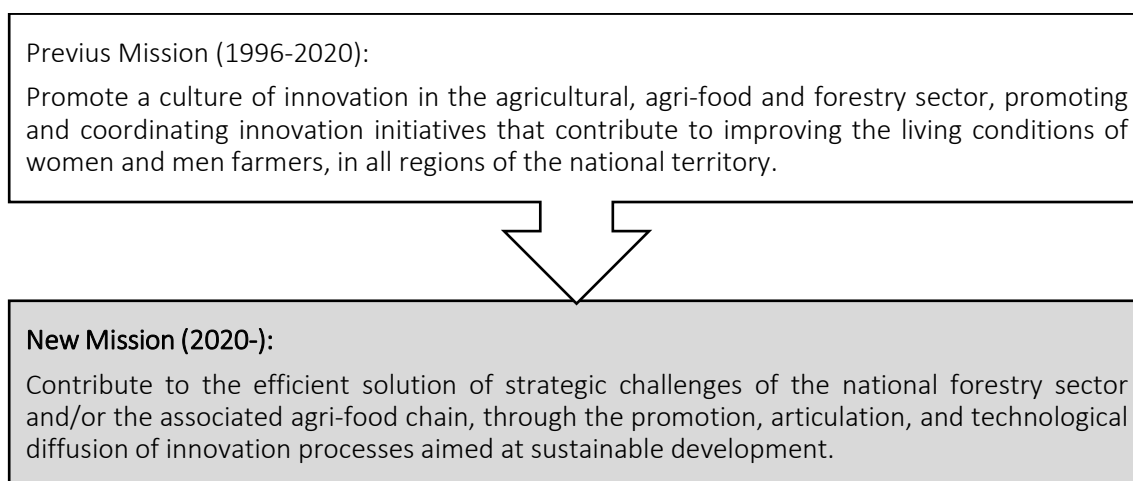 Previus Mission (1996-2020):
Promote a culture of innovation in the agricultural, agri-food and forestry sector, promoting
and coordinating innovation initiatives that contribute to improving the living conditions of
women and men farmers, in all regions of the national territory.
New Mission (2020-):
Contribute to the efficient solution of strategic challenges of the national forestry sector
and/or the associated agri-food chain, through the promotion, articulation, and technological
diffusion of innovation processes aimed at sustainable development.